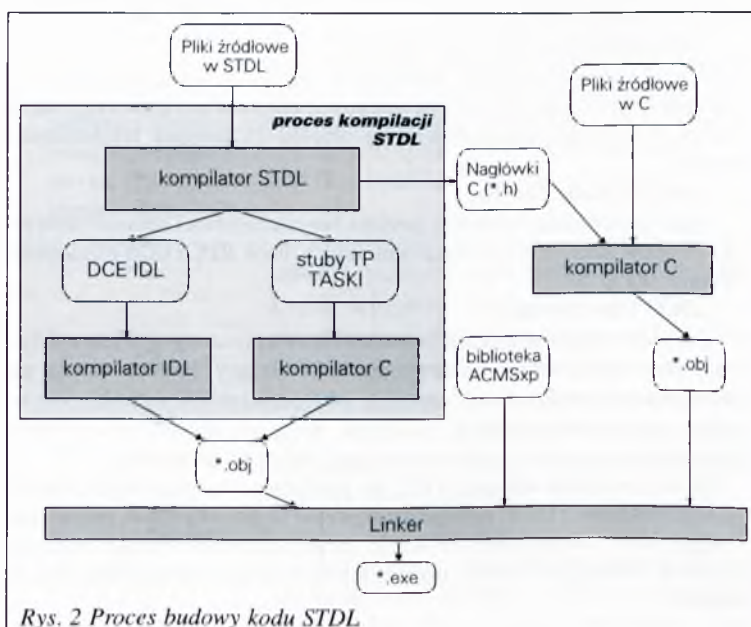 Pliki źródłowe
w STDL
Pliki źródłowe
w C
proces kompilacji
STDL
kompilator STDL
Nagłówki
C (*.h)
DCE IDL
stuby TP
TASKI
kompilator C
kompilator IDL
kompilator C
biblioteka
ACMSxp
*.obj
*.obj
Linker
*.exe
Rys. 2 Proces budowy kodu STDL